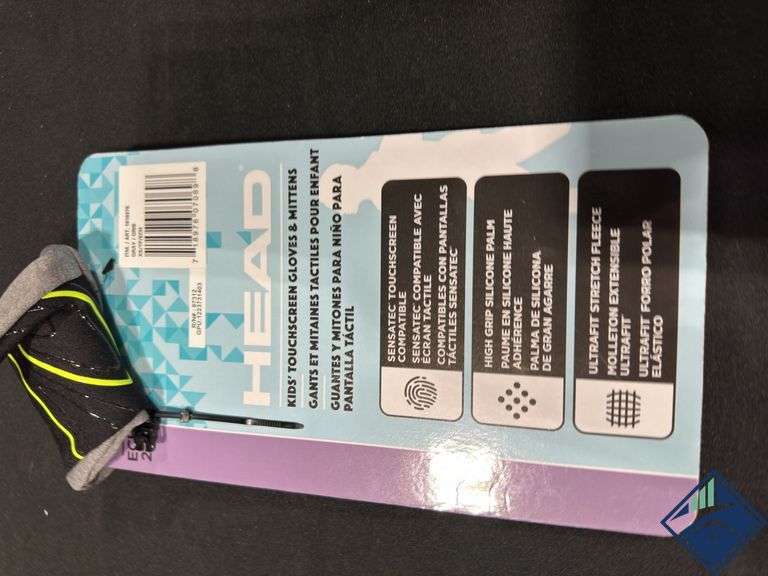 HEAD
KIDS' TOUCHSCREEN GLOVES & MITTENS
GANTS ET MITAINES TACTILES POUR ENFANT
GUANTES Y MITONES PARA NIÑO PARA
PANTALLA TACTIL
SENSATEC TOUCHSCREEN
COMPATIBLE
SENSATEC COMPATIBLE AVEC
ÉCRAN TACTILE
COMPATIBLES CON PANTALLAS
TÁCTILES SENSATEC
HIGH GRIP SILICONE PALM
PAUME EN SILICONE HAUTE
ADHÉRENCE
PALMA DE SILICONA
DE GRAN AGARRE
ULTRAFIT STRETCH FLEECE
MOLLETON EXTENSIBLE
ULTRAFIT
ULTRAFIT FORRO POLAR
ELÁSTICO